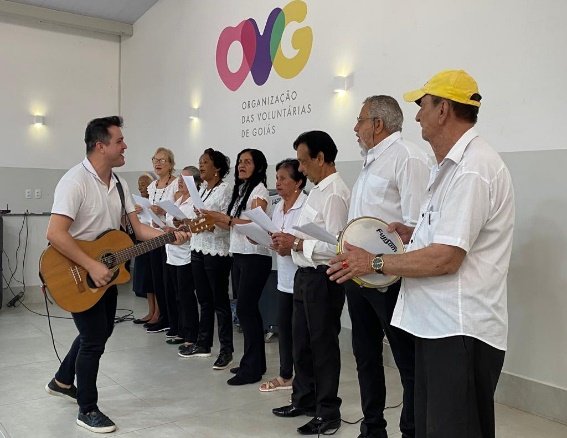 OVG
ORGANIZAÇÃO
DAS VOLUNTÁRIAS
DE GOIÁS